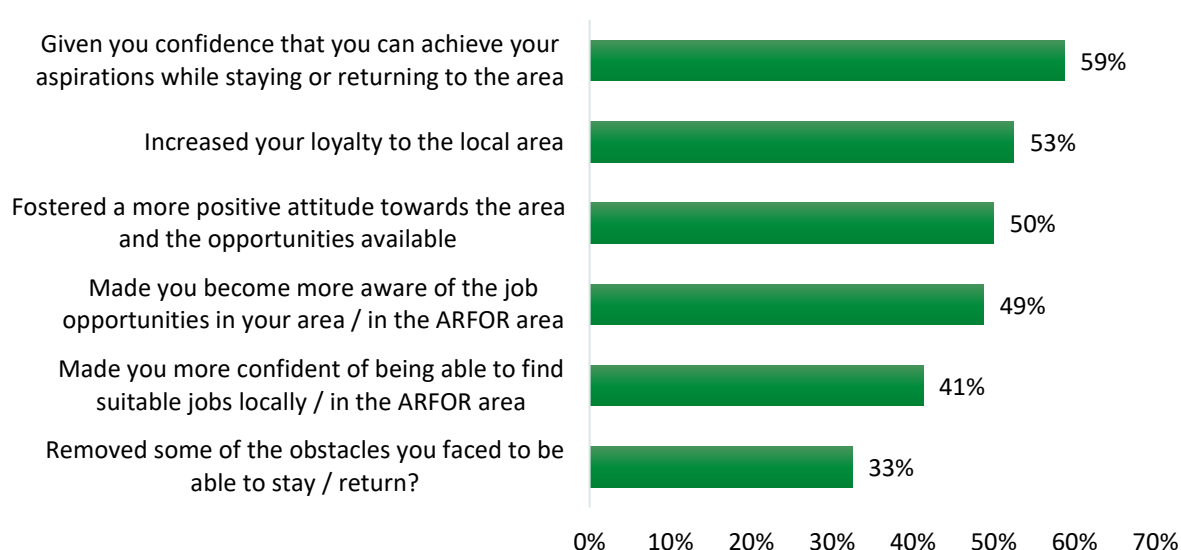 Given you confidence that you can achieve your
aspirations while staying or returning to the area
59%
Increased your loyalty to the local area
53%
Fostered a more positive attitude towards the area
and the opportunities available
50%
Made you become more aware of the job
opportunities in your area / in the ARFOR area
49%
Made you more confident of being able to find
suitable jobs locally / in the ARFOR area
41%
Removed some of the obstacles you faced to be
able to stay / return?
33%
0% 10% 20% 30% 40% 50% 60% 70%